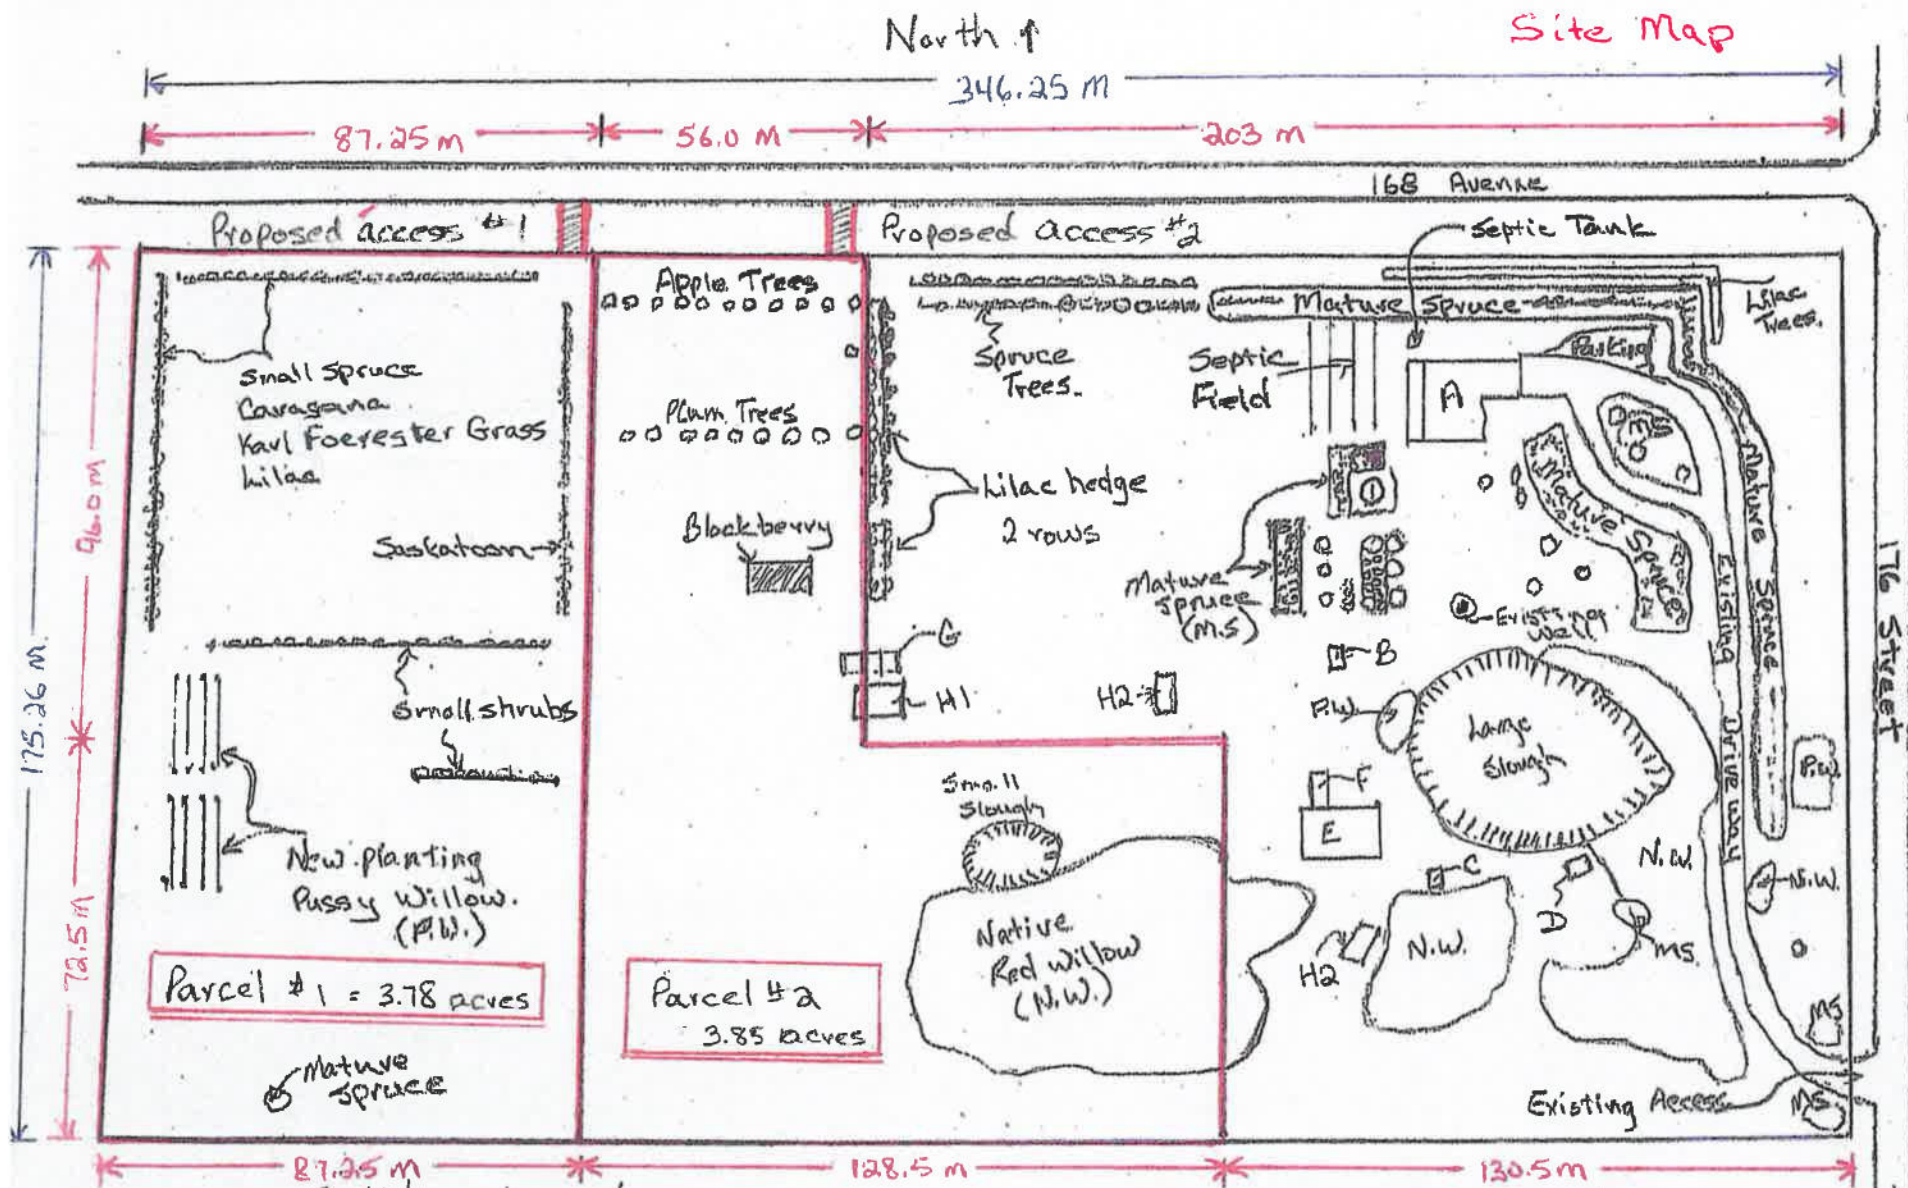 North ↑
Site Map
346.25 M
87.25 m
56.0 m
203 m
168 Avenue
Proposed access #1
Proposed access #2
Septic Tank
Apple Trees
Mature Spruce
Lilac
Trees.
Parking
Small Spruce
Caragana
Karl Foerester Grass
Lilac
Spruce
Trees.
Septic
Field
A
Plum Trees
Lilac hedge
2 rows
Mature Spruce
Mature Spruce
Blackberry
Saskatoon
I
Mature
Spruce
(M.S)
Existing
Well
Existing Drive way
176 Street
96.0 m
175.26 m.
72.5 m
G
B
H1
H2
P.W.
Small shrubs
Large
Slough
P.W.
Small
Slough
F
E
New planting
Pussy Willow.
(P.W.)
C
N.W.
N.W.
D
Native
Red Willow
(N.W.)
N.W.
H2
MS.
Parcel #1 = 3.78 acres
Parcel #2
3.85 acres
MS
Mature
Spruce
Existing Access
MS
87.25 m
128.5 m
130.5m